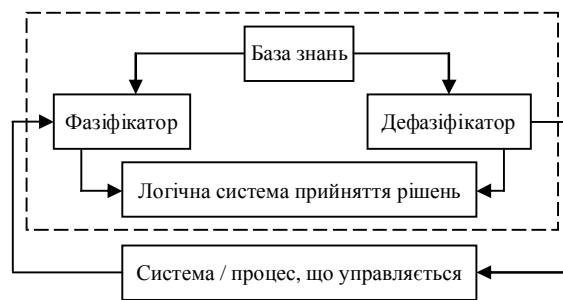 База знань
Фазіфікатор
Дефазіфікатор
Логічна система прийняття рішень
Система / процес, що управляється